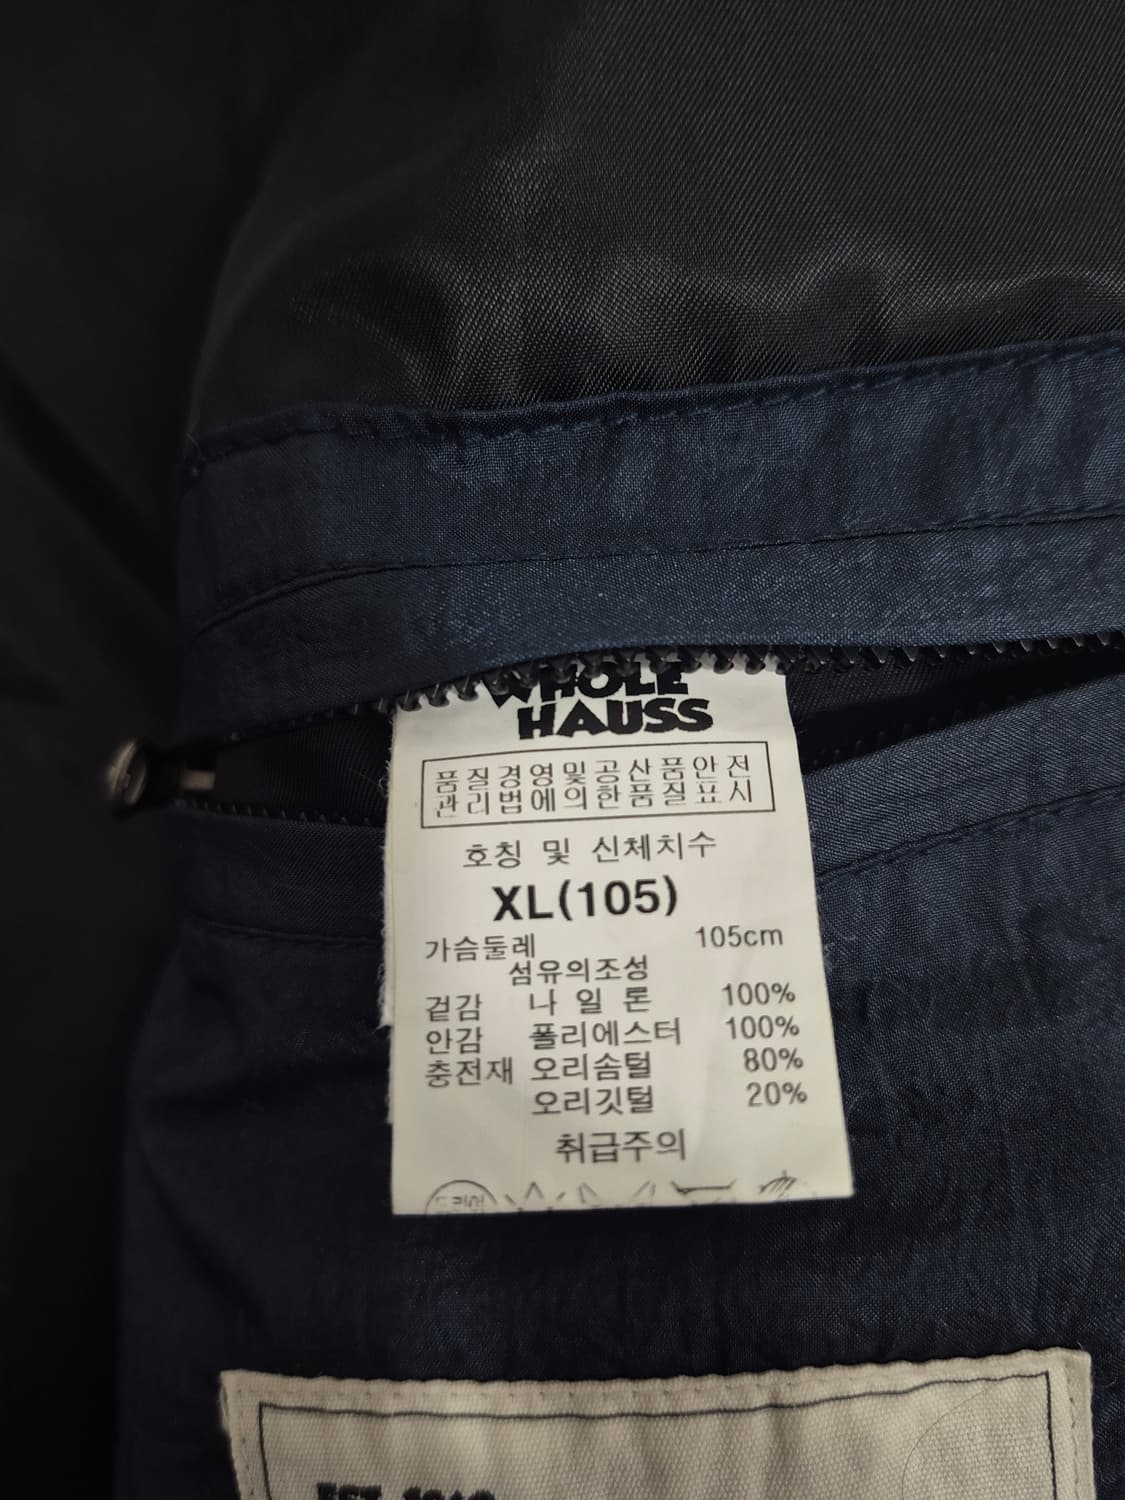 WHOLE
HAUSS
품질경영및공산품안전
관리법에의한품질표시
호칭 및 신체치수
XL(105)
가슴둘레 105cm
섬유의조성
겉감 나 일 론 100%
안감 폴리에스터 100%
충전재 오리솜털 80%
오리깃털 20%
취급주의